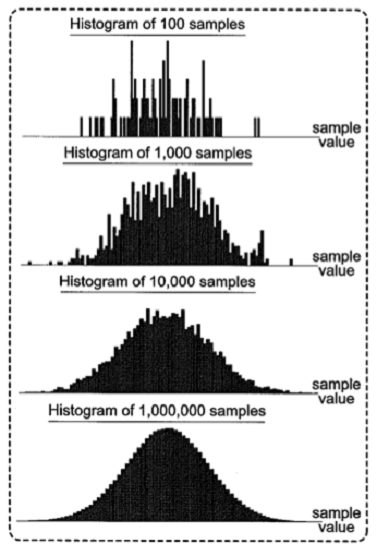 Histogram of 100 samples
sample
value
Histogram of 1,000 samples
sample
value
Histogram of 10,000 samples
sample
value
Histogram of 1,000,000 samples
sample
value